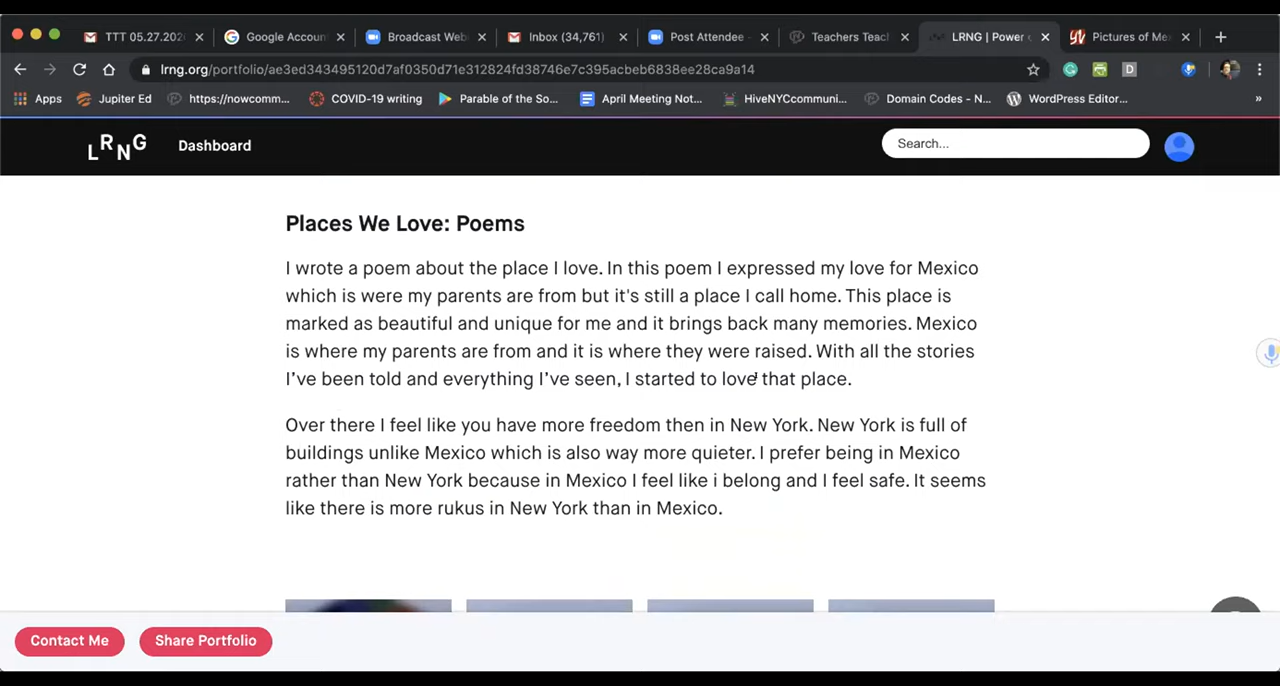 TTT 05.27.202
Google Accoun
Broadcast Web
Inbox (34,761)
Post Attendee -
Teachers Teac
LRNG | Power
Pictures of Me
lrng.org/portfolio/ae3ed343495120d7af0350d71e312824fd38746e7c395acbeb6838ee28ca9a14
Apps
Jupiter Ed
https://nowcomm...
COVID-19 writing
Parable of the So...
April Meeting Not...
HiveNYCcommuni...
Domain Codes - N...
WordPress Editor...
LRNG
Dashboard
Search...
Places We Love: Poems
I wrote a poem about the place I love. In this poem I expressed my love for Mexico
which is were my parents are from but it's still a place I call home. This place is
marked as beautiful and unique for me and it brings back many memories. Mexico
is where my parents are from and it is where they were raised. With all the stories
I've been told and everything I've seen, I started to love that place.
Over there I feel like you have more freedom then in New York. New York is full of
buildings unlike Mexico which is also way more quieter. I prefer being in Mexico
rather than New York because in Mexico I feel like i belong and I feel safe. It seems
like there is more rukus in New York than in Mexico.
Contact Me
Share Portfolio